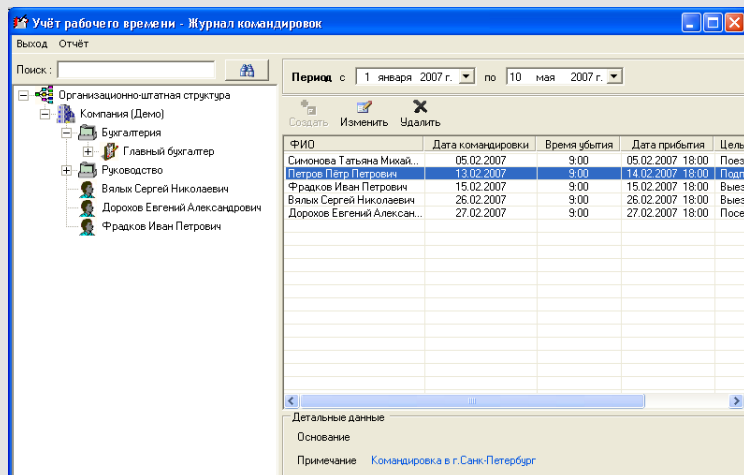 Учёт рабочего времени - Журнал командировок
Выход Отчёт
Поиск :
Период с 1 января 2007 г. по 10 мая 2007 г.
Создать Изменить Удалить
Организационно-штатная структура
Компания (Демо)
Бухгалтерия
Главный бухгалтер
Руководство
Вялых Сергей Николаевич
Дорохов Евгений Александрович
Фрадков Иван Петрович
ФИО Дата командировки Время убытия Дата прибытия Цель
Симонова Татьяна Михай... 05.02.2007 9:00 05.02.2007 18:00 Поез
Петров Пётр Петрович 13.02.2007 9:00 14.02.2007 18:00 Подп
Фрадков Иван Петрович 15.02.2007 9:00 15.02.2007 18:00 Выез
Вялых Сергей Николаевич 26.02.2007 9:00 26.02.2007 18:00 Выез
Дорохов Евгений Алексан... 27.02.2007 9:00 27.02.2007 18:00 Посе
Детальные данные
Основание
Примечание Командировка в г.Санк-Петербург